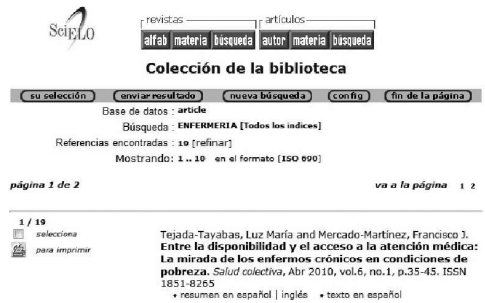 SciELO
revistas
artículos
alfab materia búsqueda autor materia búsqueda
Colección de la biblioteca
su selección enviar resultado nueva búsqueda config fin de la página
Base de datos : article
Búsqueda : ENFERMERIA [Todos los indices]
Referencias encontradas : 19 [refinar]
Mostrando: 1 .. 10 en el formato [ISO 690]
página 1 de 2 va a la página 1 2
1 / 19
selecciona
para imprimir
Tejada-Tayabas, Luz María and Mercado-Martínez, Francisco J.
Entre la disponibilidad y el acceso a la atención médica:
La mirada de los enfermos crónicos en condiciones de
pobreza. Salud colectiva, Abr 2010, vol.6, no.1, p.35-45. ISSN
1851-8265
• resumen en español | inglés • texto en español